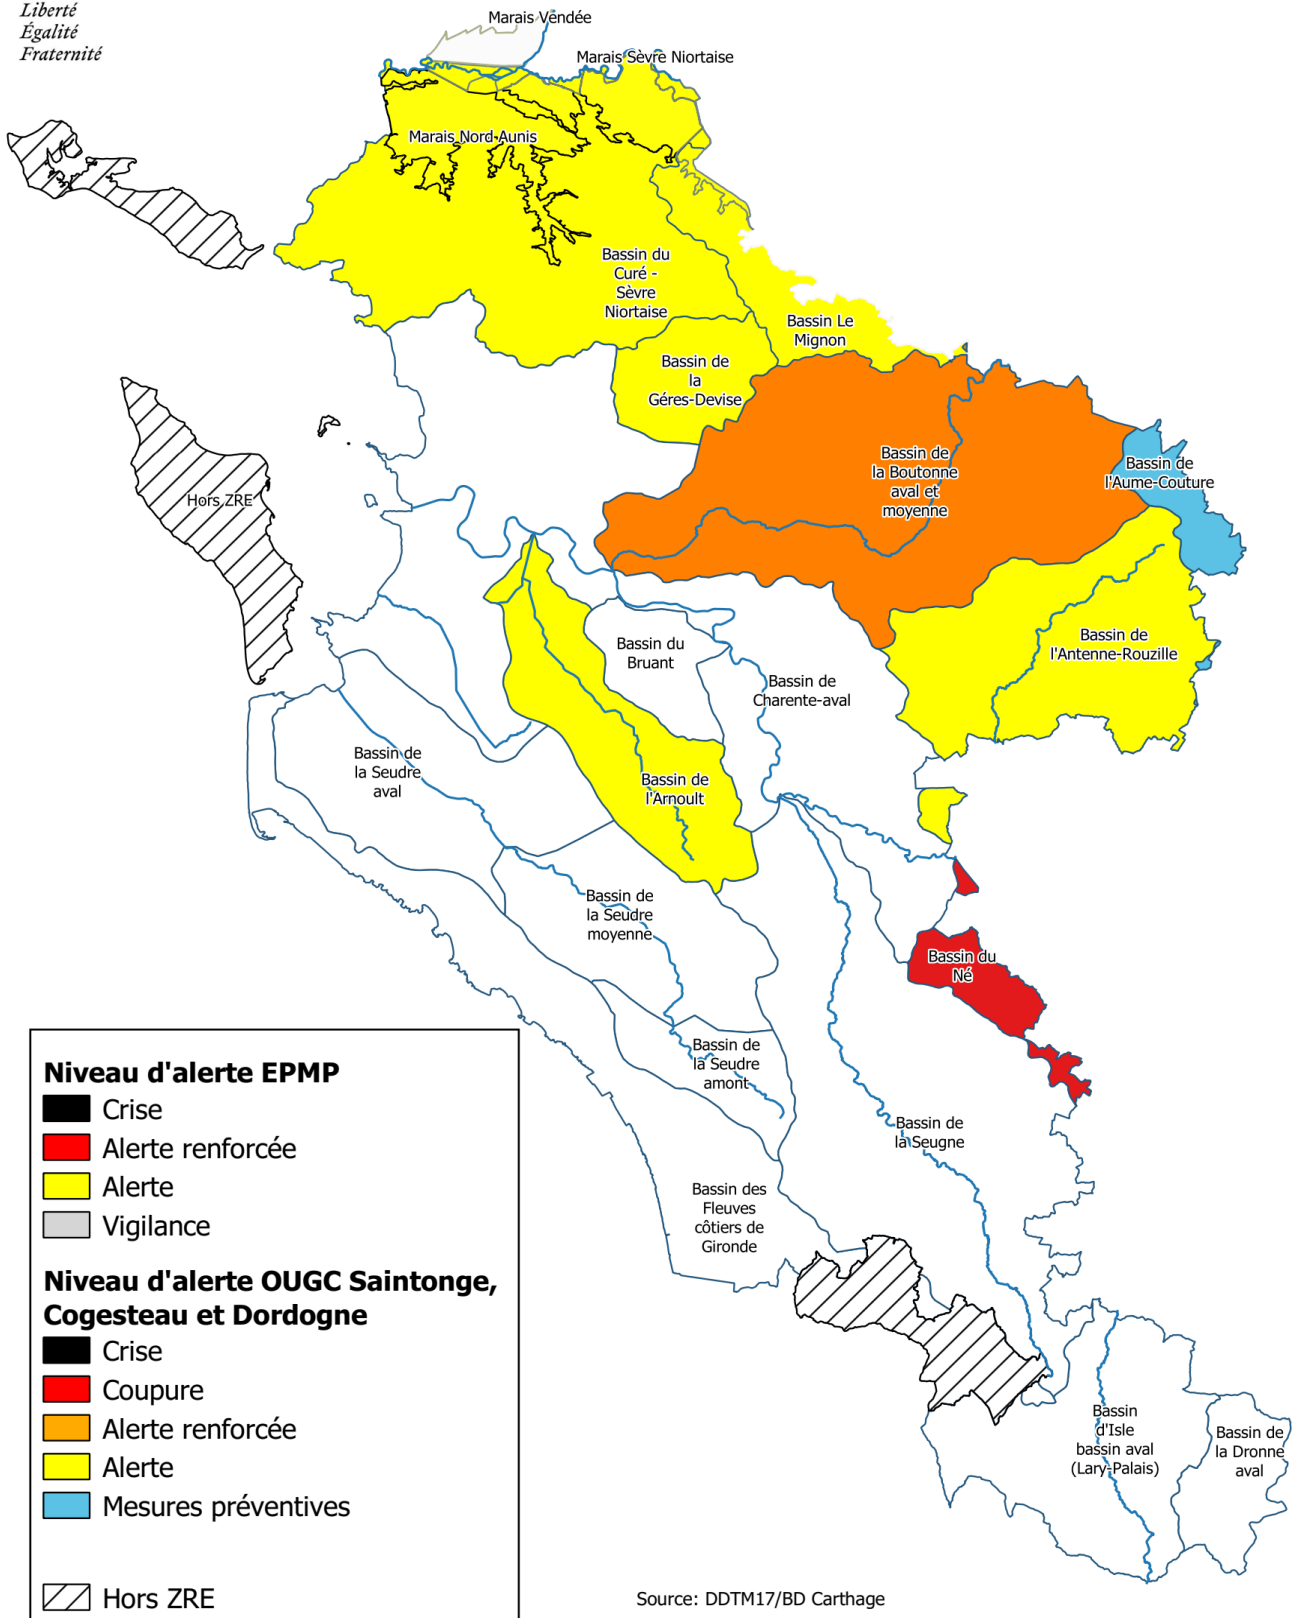 Liberté
Égalité
Fraternité
Marais Vendée
Marais Sèvre Niortaise
Marais Nord-Aunis
Bassin du
Curé -
Sèvre
Niortaise
Bassin Le
Mignon
Bassin de
la
Géres-Devise
Bassin de
la Boutonne
aval et
moyenne
Bassin de
l'Aume-Couture
Hors ZRE
Bassin du
Bruant
Bassin de
l'Antenne-Rouzille
Bassin de
Charente-aval
Bassin de
la Seudre
aval
Bassin de
l'Arnoult
Bassin de
la Seudre
moyenne
Bassin du
Né
Bassin de
la Seudre
amont
Bassin de
la Seugne
Bassin des
Fleuves
côtiers de
Gironde
Bassin
d'Isle
bassin aval
(Lary-Palais)
Bassin de
la Dronne
aval
Niveau d'alerte EPMP
Crise
Alerte renforcée
Alerte
Vigilance
Niveau d'alerte OUGC Saintonge,
Cogesteau et Dordogne
Crise
Coupure
Alerte renforcée
Alerte
Mesures préventives
Hors ZRE
Source: DDTM17/BD Carthage